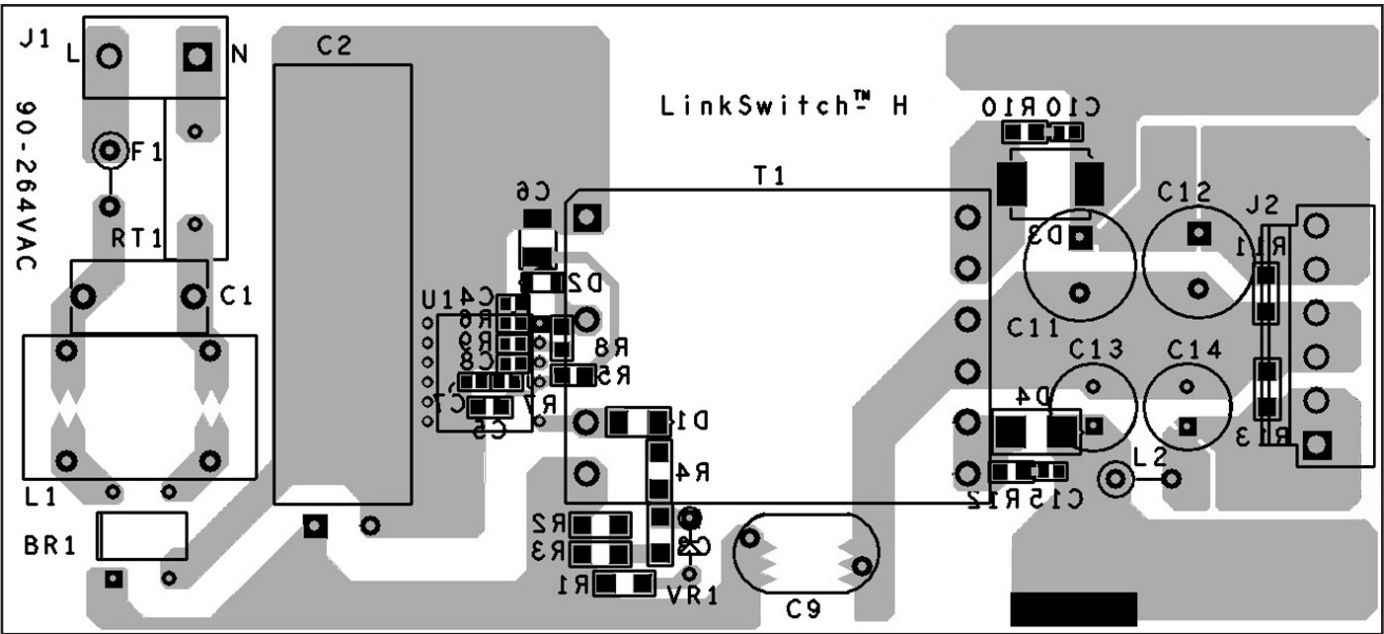 J1
L
N
C2
90-264VAC
LinkSwitch™ H
R10
C10
F1
T1
C6
C12
J2
RT1
D3
R11
D2
C1
U1
C4
R6
R9
C8
C11
R8
C13
C14
R5
C7
R7
D4
C5
D1
R13
R4
L2
L1
R12
C15
R2
C3
BR1
R3
R1
VR1
C9